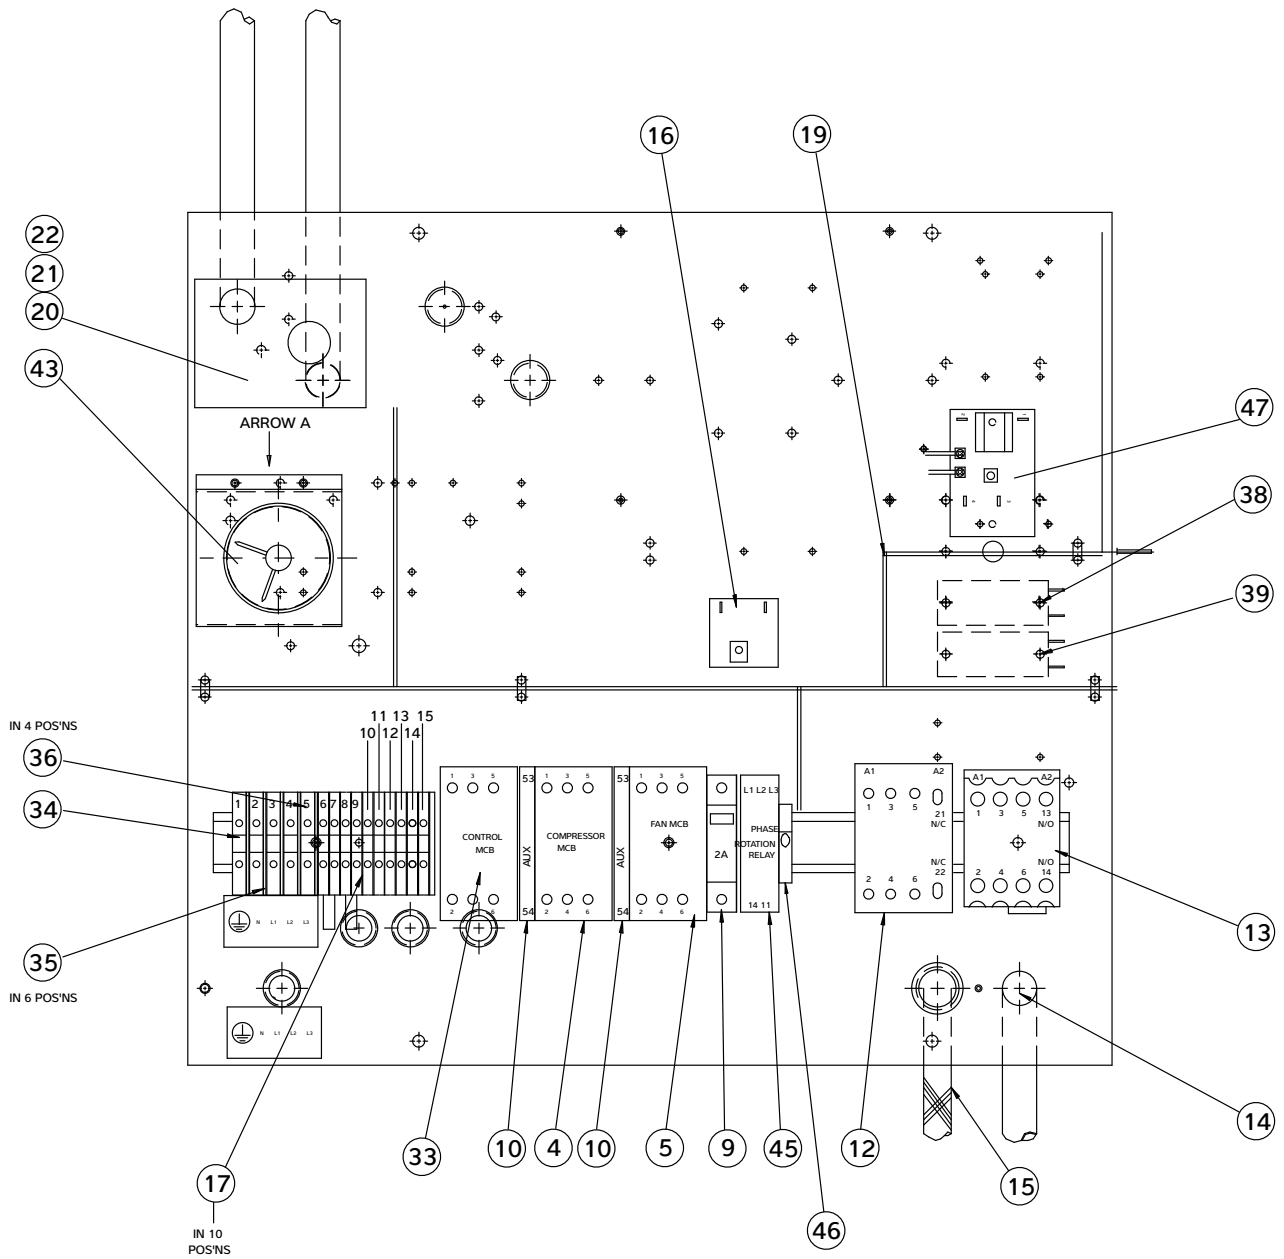 16
19
22
21
20
43
ARROW A
47
38
39
IN 4 POS'NS
36
34
11 13 15
10 12 14
1 2 3 4 5 6 7 8 9
1 3 5
CONTROL
MCB
2 6
53
AUX
54
1 3 5
COMPRESSOR
MCB
2 4 6
53
AUX
54
1 3 5
FAN MCB
2 4 6
2A
L1 L2 L3
PHASE
ROTATION
RELAY
14 11
A1 A2
1 3 5
21
N/C
N/C
22
2 4 6
A1 A2
1 3 5 13
N/O
N/O
2 4 6 14
N L1 L2 L3
N L1 L2 L3
35
IN 6 POS'NS
13
14
17
IN 10
POS'NS
33
10
4
10
5
9
45
46
12
15